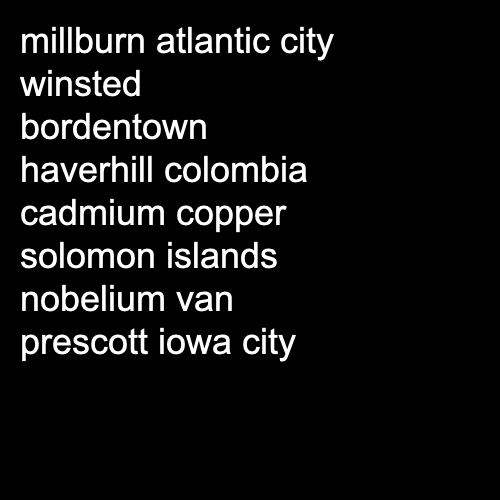 millburn atlantic city
winsted
bordentown
haverhill colombia
cadmium copper
solomon islands
nobelium van
prescott iowa city